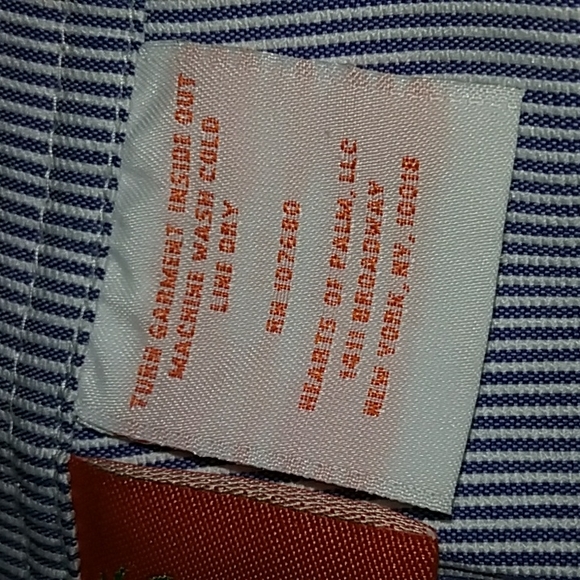 TURN GARMENT INSIDE OUT
MACHINE WASH COLD
LINE DRY
RN 107680
HEARTS OF PALM, LLC
1411 BROADWAY
NEW YORK, NY, 10018